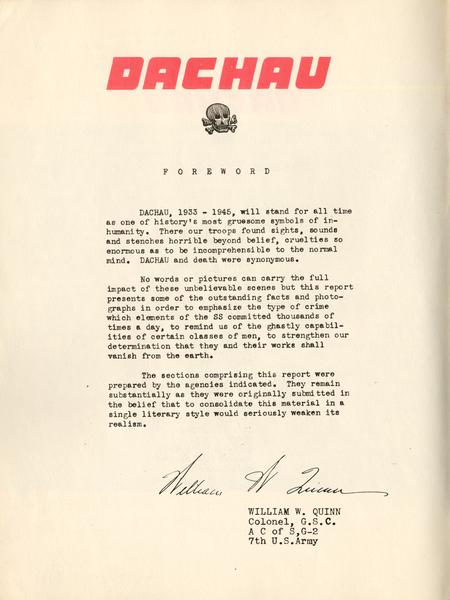 DACHAU
FOREWORD
DACHAU, 1933 - 1945, will stand for all time
as one of history's most gruesome symbols of in-
humanity. There our troops found sights, sounds
and stenches horrible beyond belief, cruelties so
enormous as to be incomprehensible to the normal
mind. DACHAU and death were synonymous.
No words or pictures can carry the full
impact of these unbelievable scenes but this report
presents some of the outstanding facts and photo-
graphs in order to emphasize the type of crime
which elements of the SS committed thousands of
times a day, to remind us of the ghastly capabil-
ities of certain classes of men, to strengthen our
determination that they and their works shall
vanish from the earth.
The sections comprising this report were
prepared by the agencies indicated. They remain
substantially as they were originally submitted in
the belief that to consolidate this material in a
single literary style would seriously weaken its
realism.
William W Quinn
WILLIAM W. QUINN
Colonel, G.S.C.
A C of S,G-2
7th U.S.Army